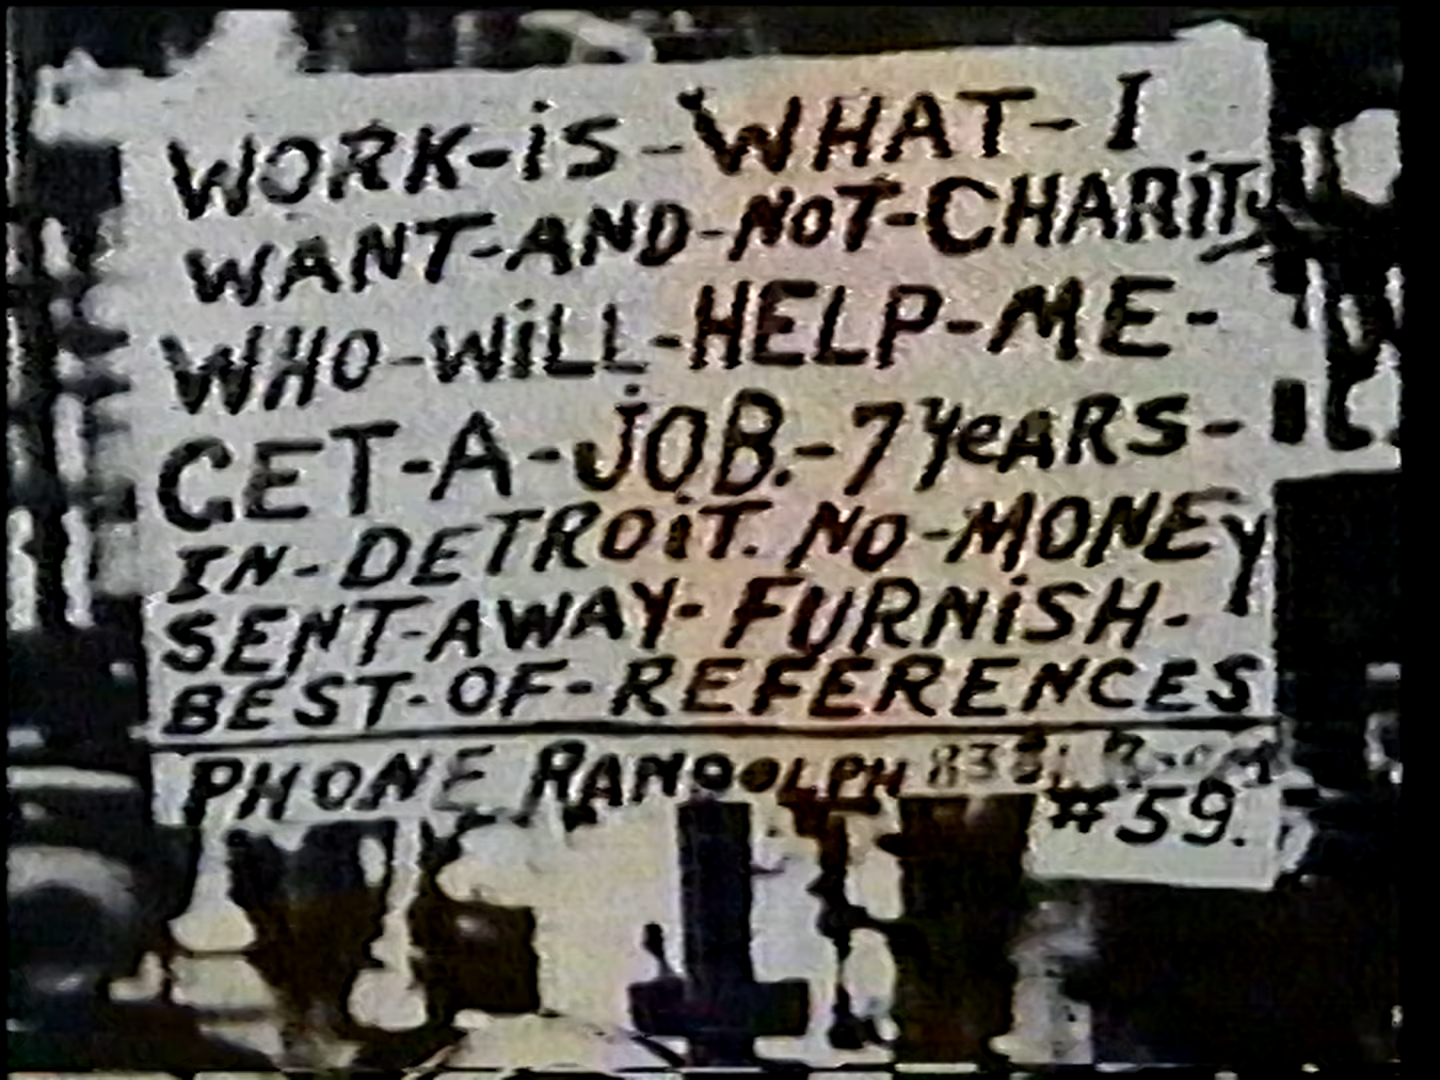 WORK-iS-WHAT-I
WANT-AND-NOT-CHARiTy
WHO-WiLL-HELP-ME-
GET-A-JOB.-7 YeARS-
IN-DETROiT. NO-MONEY
SENT-AWAY-FURNiSH-
BEST-OF-REFERENCES
PHONE RANDOLPH 838
#59.